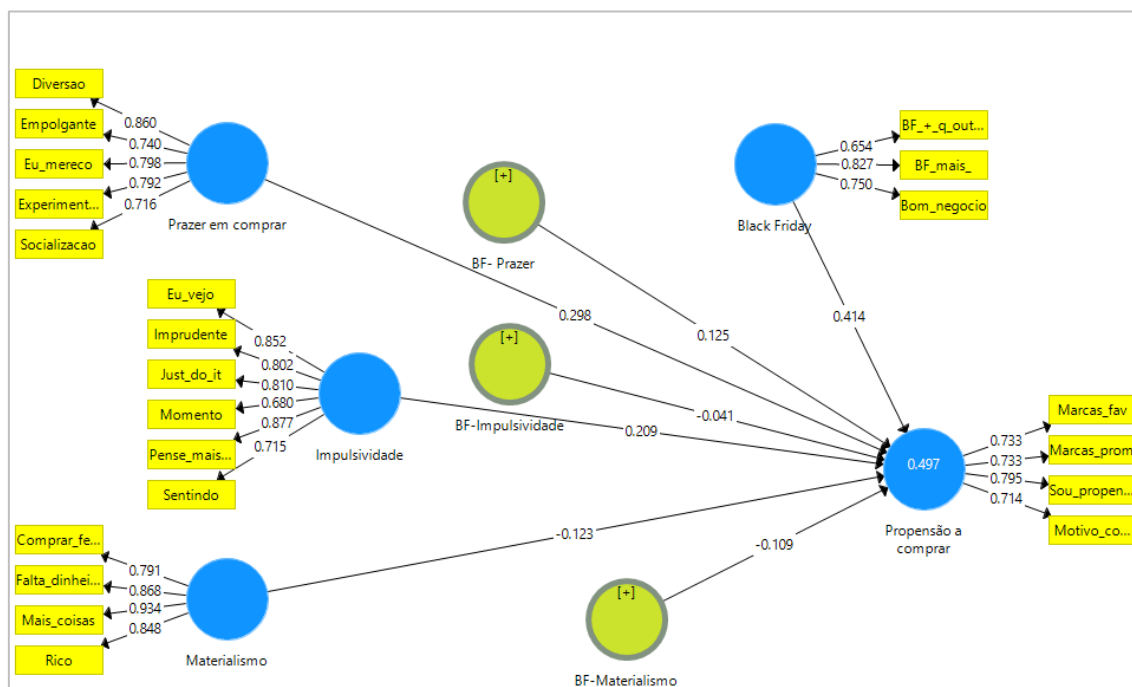 Diversao
Empolgante
Eu_mereco
Experiment...
Socializacao
0.860
0.740
0.798
0.792
0.716
Prazer em comprar
Eu_vejo
Imprudente
Just_do_it
Momento
Pense_mais...
Sentindo
0.852
0.802
0.810
0.680
0.877
0.715
Impulsividade
Comprar_fe...
Falta_dinhei...
Mais_coisas
Rico
0.791
0.868
0.934
0.848
Materialismo
[+]
BF- Prazer
[+]
BF-Impulsividade
[+]
BF-Materialismo
0.298
0.125
-0.041
0.209
-0.123
-0.109
0.414
Black Friday
0.654
0.827
0.750
BF_+_q_out...
BF_mais_
Bom_negocio
0.497
Propensão a
comprar
0.733
0.733
0.795
0.714
Marcas_fav
Marcas_prom
Sou_propen...
Motivo_co...